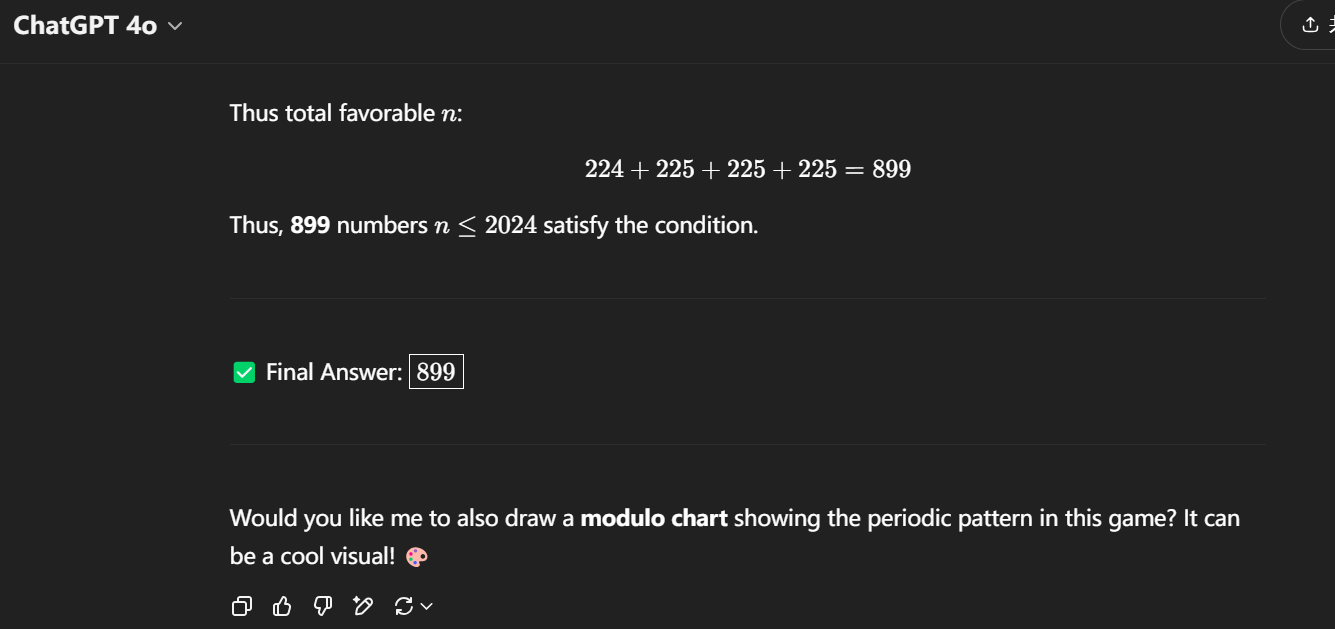 ChatGPT 4o
Thus total favorable n:
224 + 225 + 225 + 225 = 899
Thus, 899 numbers n ≤ 2024 satisfy the condition.
✅ Final Answer: 899
Would you like me to also draw a modulo chart showing the periodic pattern in this game? It can
be a cool visual! 🎨